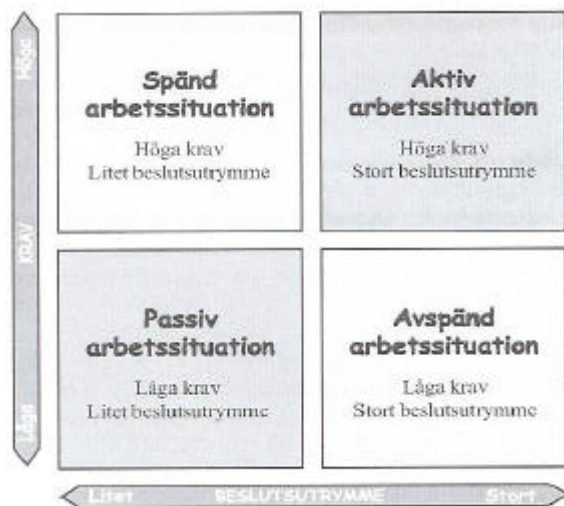 Höga
KRAV
Låga
Spänd
arbetssituation
Höga krav
Litet beslutsutrymme
Aktiv
arbetssituation
Höga krav
Stort beslutsutrymme
Passiv
arbetssituation
Låga krav
Litet beslutsutrymme
Avspänd
arbetssituation
Låga krav
Stort beslutsutrymme
Litet BESLUTSUTRYMME Stort